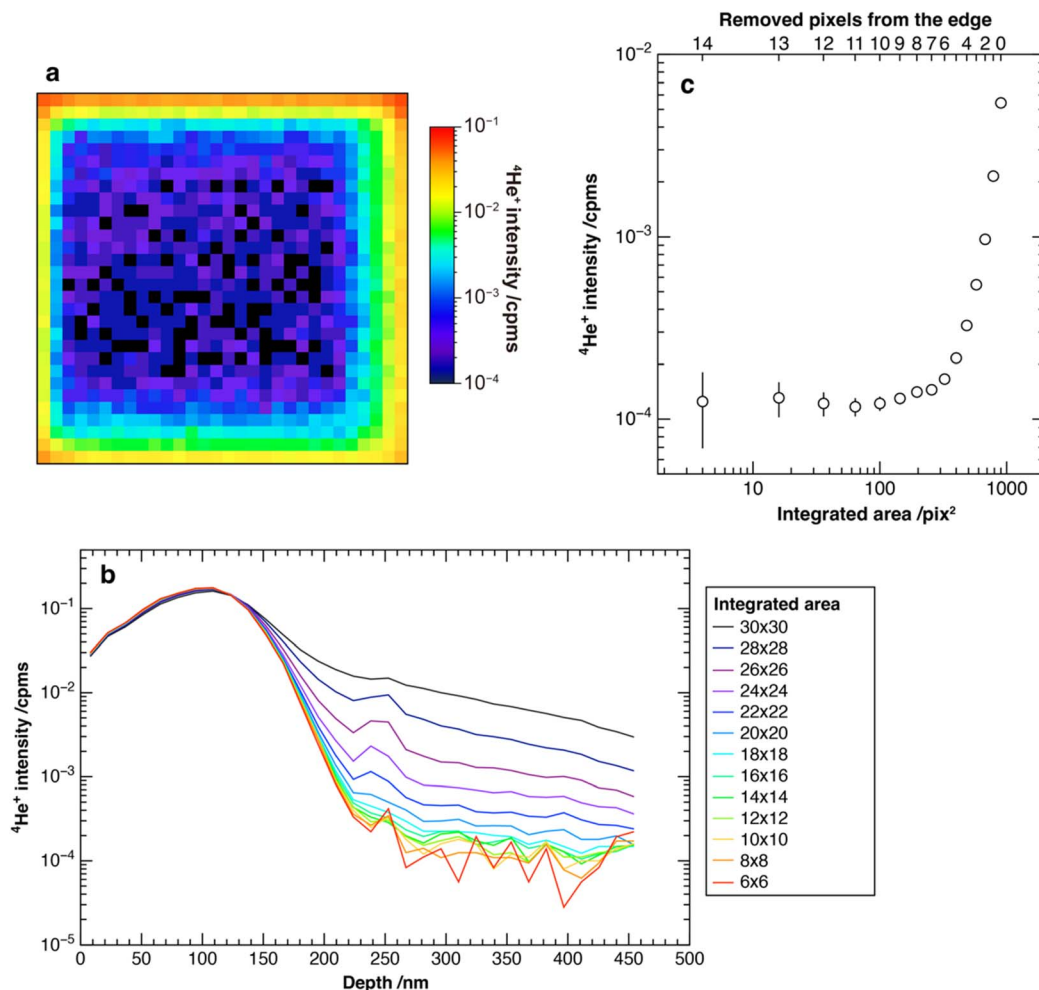 Removed pixels from the edge
14 13 12 11 10 9 8 7 6 4 2 0
a
10⁻¹
10⁻²
10⁻³
10⁻⁴
⁴He⁺ intensity /cpms
c
10⁻²
10⁻³
10⁻⁴
⁴He⁺ intensity /cpms
10 100 1000
Integrated area /pix²
b
10⁻¹
10⁻²
10⁻³
10⁻⁴
10⁻⁵
⁴He⁺ intensity /cpms
0 50 100 150 200 250 300 350 400 450 500
Depth /nm
Integrated area
30x30
28x28
26x26
24x24
22x22
20x20
18x18
16x16
14x14
12x12
10x10
8x8
6x6